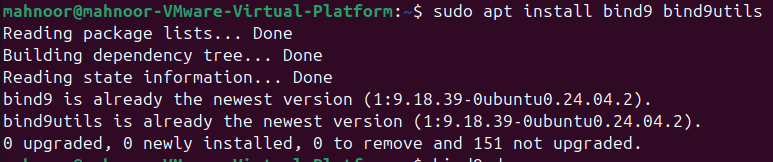 mahnoor@mahnoor-VMware-Virtual-Platform:~$ sudo apt install bind9 bind9utils
Reading package lists... Done
Building dependency tree... Done
Reading state information... Done
bind9 is already the newest version (1:9.18.39-0ubuntu0.24.04.2).
bind9utils is already the newest version (1:9.18.39-0ubuntu0.24.04.2).
0 upgraded, 0 newly installed, 0 to remove and 151 not upgraded.